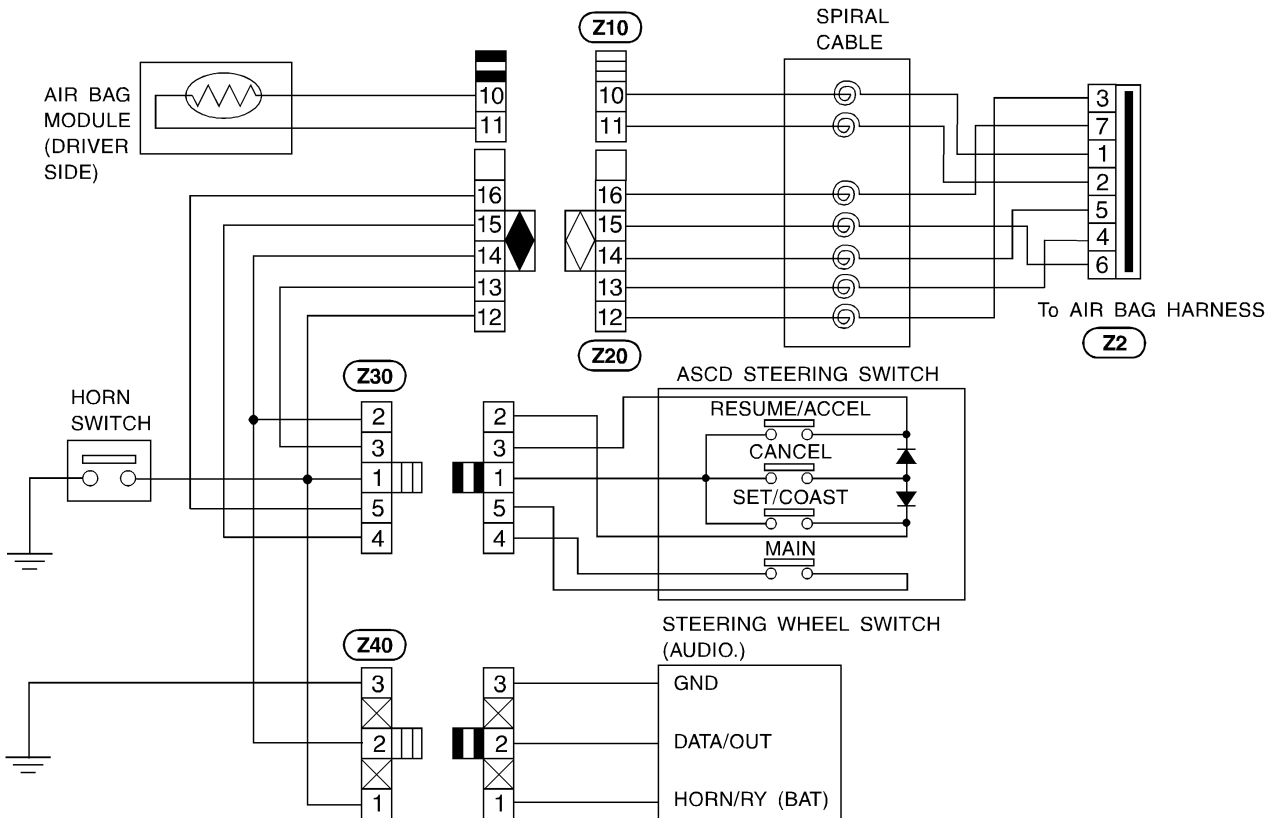 AIR BAG
MODULE
(DRIVER
SIDE)
10
11
16
15
14
13
12
Z10
10
11
16
15
14
13
12
Z20
SPIRAL
CABLE
3
7
1
2
5
4
6
To AIR BAG HARNESS
Z2
HORN
SWITCH
Z30
2
3
1
5
4
2
3
1
5
4
ASCD STEERING SWITCH
RESUME/ACCEL
CANCEL
SET/COAST
MAIN
Z40
3
2
1
3
2
1
STEERING WHEEL SWITCH
(AUDIO.)
GND
DATA/OUT
HORN/RY (BAT)